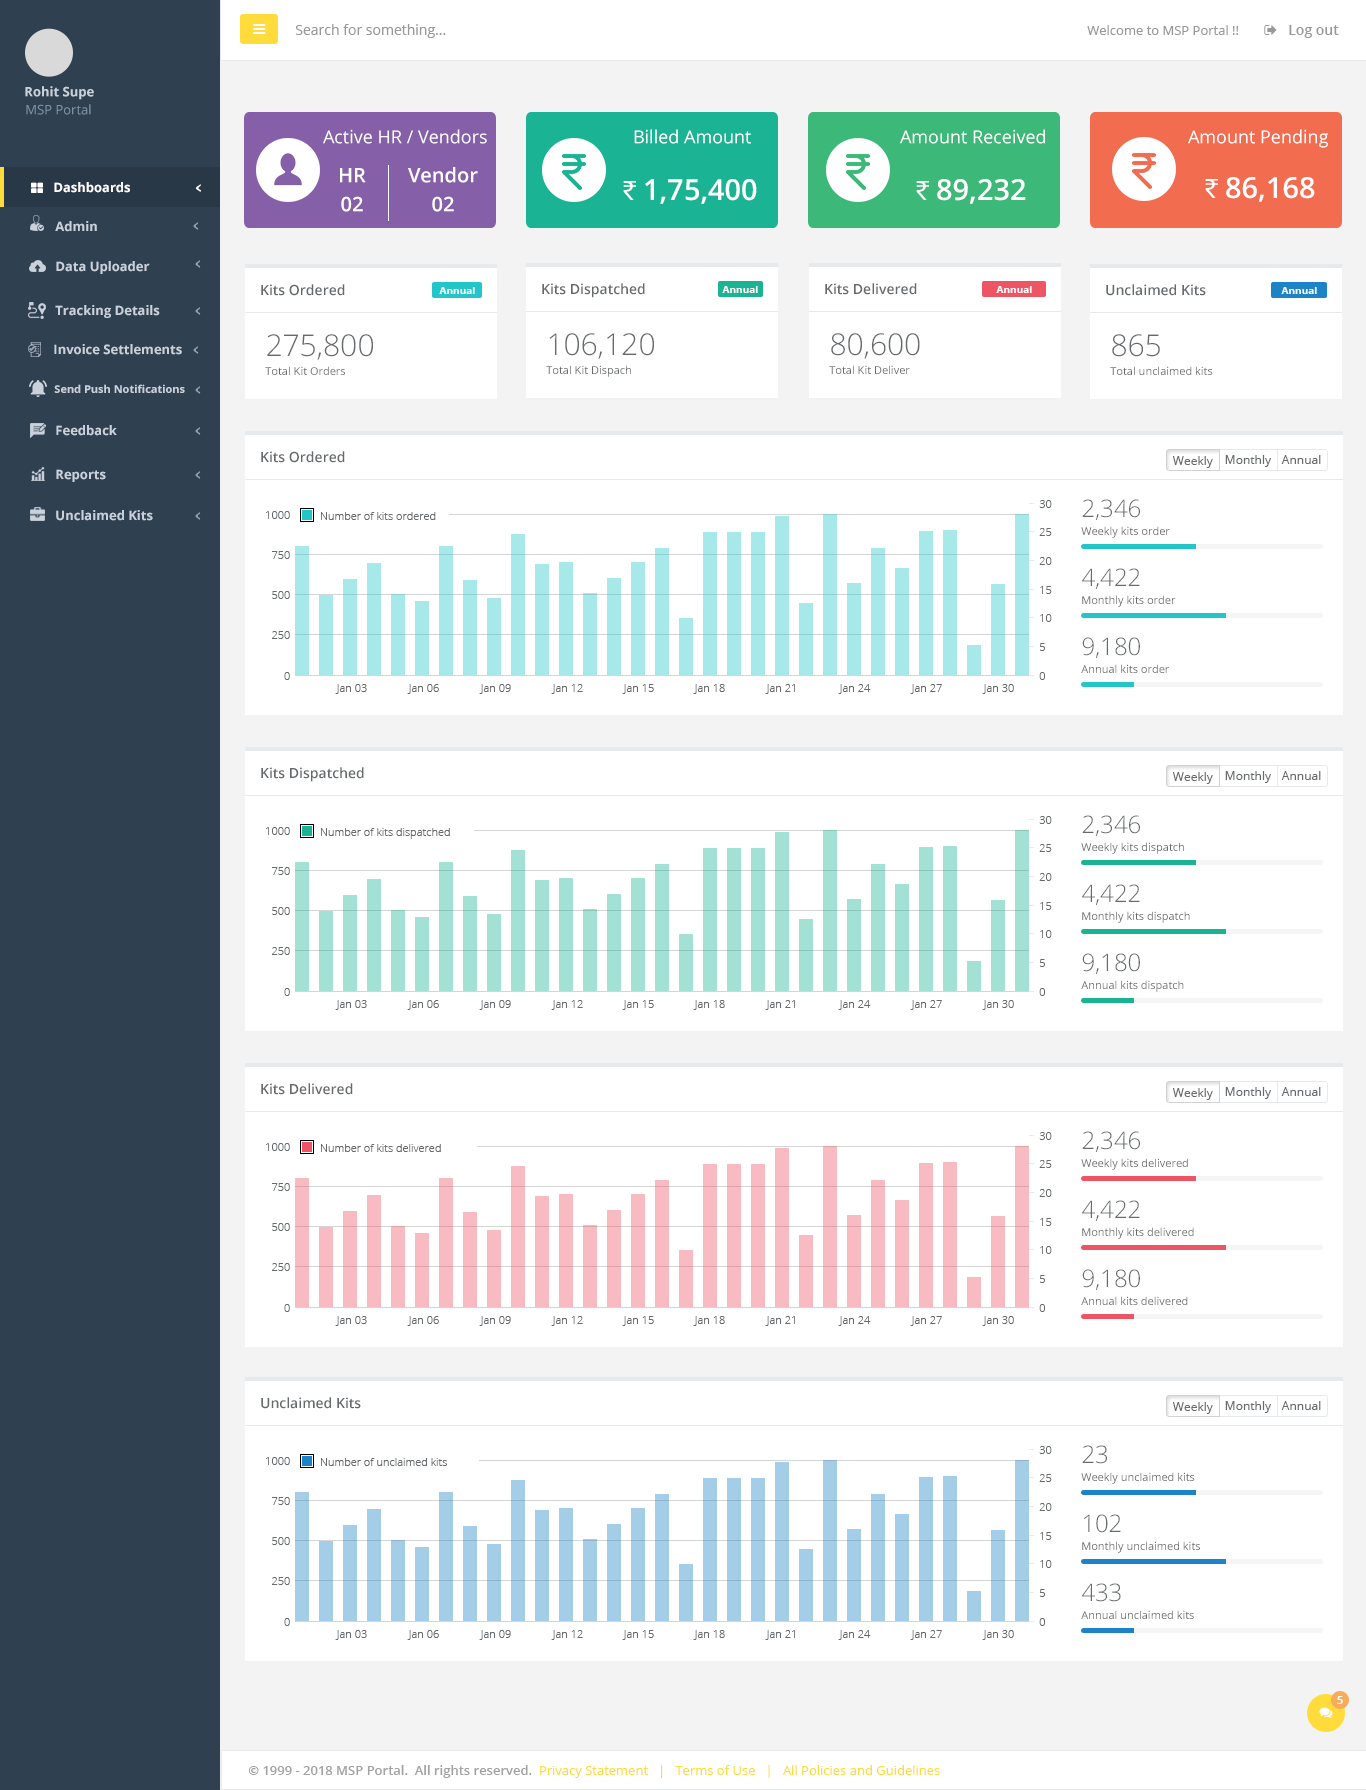 Search for something...
Welcome to MSP Portal !!
Log out
Rohit Supe
MSP Portal
Dashboards
Admin
Data Uploader
Tracking Details
Invoice Settlements
Send Push Notifications
Feedback
Reports
Unclaimed Kits
Active HR / Vendors
HR
02
Vendor
02
Billed Amount
₹ 1,75,400
Amount Received
₹ 89,232
Amount Pending
₹ 86,168
Kits Ordered
Annual
275,800
Total Kit Orders
Kits Dispatched
Annual
106,120
Total Kit Dispach
Kits Delivered
Annual
80,600
Total Kit Deliver
Unclaimed Kits
Annual
865
Total unclaimed kits
Kits Ordered
Weekly Monthly Annual
Number of kits ordered
1000
750
500
250
0
30
25
20
15
10
5
0
Jan 03 Jan 06 Jan 09 Jan 12 Jan 15 Jan 18 Jan 21 Jan 24 Jan 27 Jan 30
2,346
Weekly kits order
4,422
Monthly kits order
9,180
Annual kits order
Kits Dispatched
Weekly Monthly Annual
Number of kits dispatched
1000
750
500
250
0
30
25
20
15
10
5
0
Jan 03 Jan 06 Jan 09 Jan 12 Jan 15 Jan 18 Jan 21 Jan 24 Jan 27 Jan 30
2,346
Weekly kits dispatch
4,422
Monthly kits dispatch
9,180
Annual kits dispatch
Kits Delivered
Weekly Monthly Annual
Number of kits delivered
1000
750
500
250
0
30
25
20
15
10
5
0
Jan 03 Jan 06 Jan 09 Jan 12 Jan 15 Jan 18 Jan 21 Jan 24 Jan 27 Jan 30
2,346
Weekly kits delivered
4,422
Monthly kits delivered
9,180
Annual kits delivered
Unclaimed Kits
Weekly Monthly Annual
Number of unclaimed kits
1000
750
500
250
0
30
25
20
15
10
5
0
Jan 03 Jan 06 Jan 09 Jan 12 Jan 15 Jan 18 Jan 21 Jan 24 Jan 27 Jan 30
23
Weekly unclaimed kits
102
Monthly unclaimed kits
433
Annual unclaimed kits
5
© 1999 - 2018 MSP Portal. All rights reserved. Privacy Statement | Terms of Use | All Policies and Guidelines